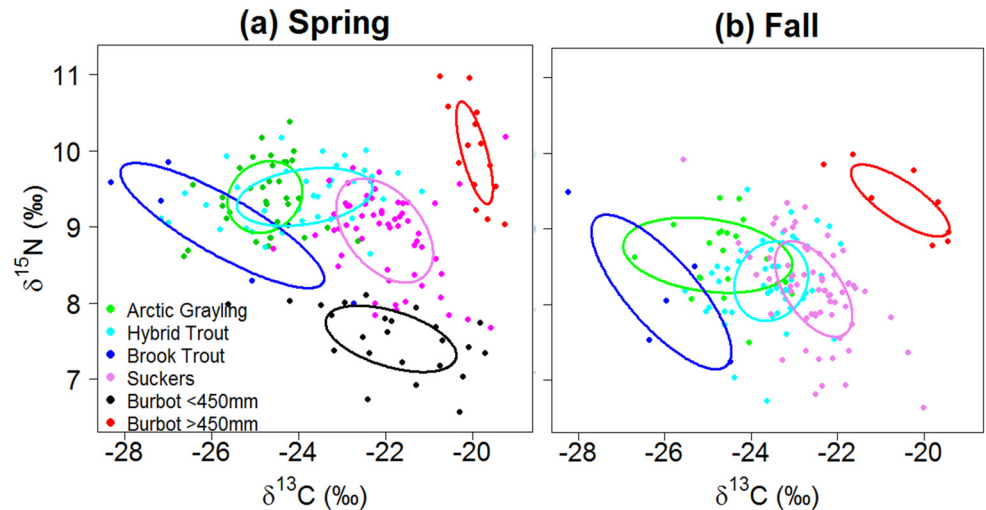 (a) Spring
(b) Fall
11
10
9
8
7
δ15N (‰)
Arctic Grayling
Hybrid Trout
Brook Trout
Suckers
Burbot <450mm
Burbot >450mm
-28 -26 -24 -22 -20
-28 -26 -24 -22 -20
δ13C (‰)
δ13C (‰)